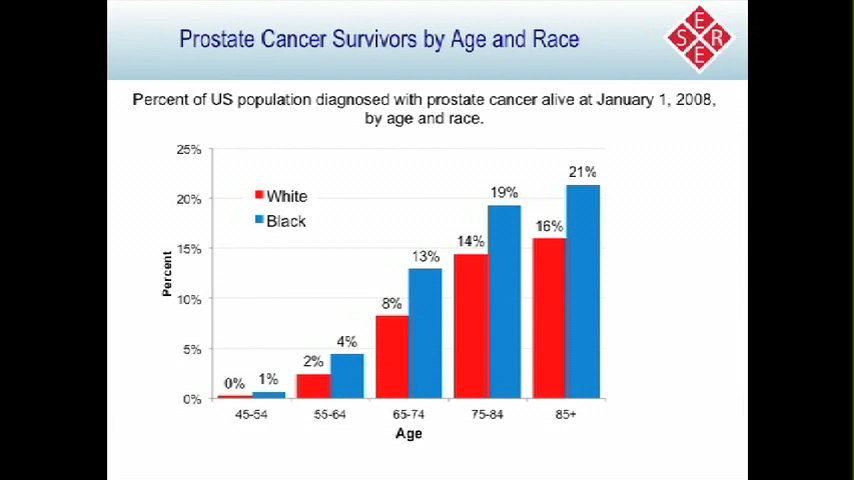 Prostate Cancer Survivors by Age and Race
E
S R
E
Percent of US population diagnosed with prostate cancer alive at January 1, 2008,
by age and race.
25%
20%
15%
10%
5%
0%
Percent
White
Black
0%
1%
2%
4%
8%
13%
14%
19%
16%
21%
45-54
55-64
65-74
75-84
85+
Age